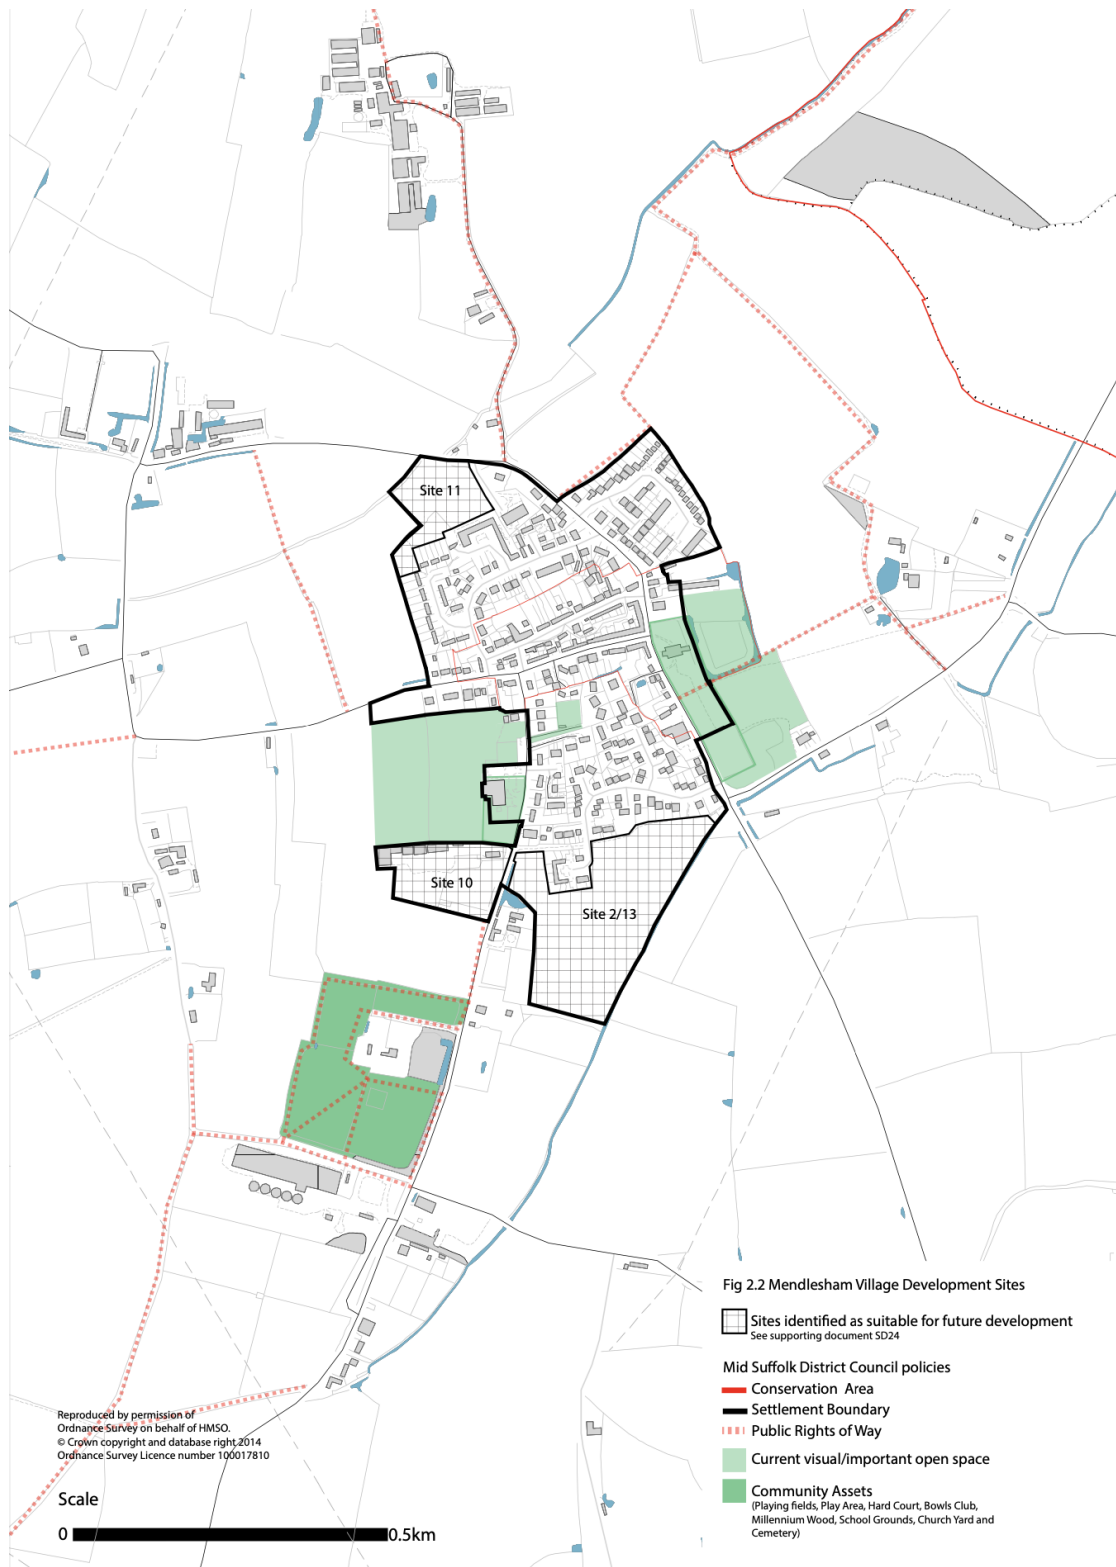 Site 11
Site 10
Site 2/13
Fig 2.2 Mendlesham Village Development Sites
Sites identified as suitable for future development
See supporting document SD24
Mid Suffolk District Council policies
Conservation Area
Settlement Boundary
Public Rights of Way
Current visual/important open space
Community Assets
(Playing fields, Play Area, Hard Court, Bowls Club,
Millennium Wood, School Grounds, Church Yard and
Cemetery)
Reproduced by permission of
Ordnance Survey on behalf of HMSO.
© Crown copyright and database right 2014
Ordnance Survey Licence number 100017810
Scale
0 0.5km